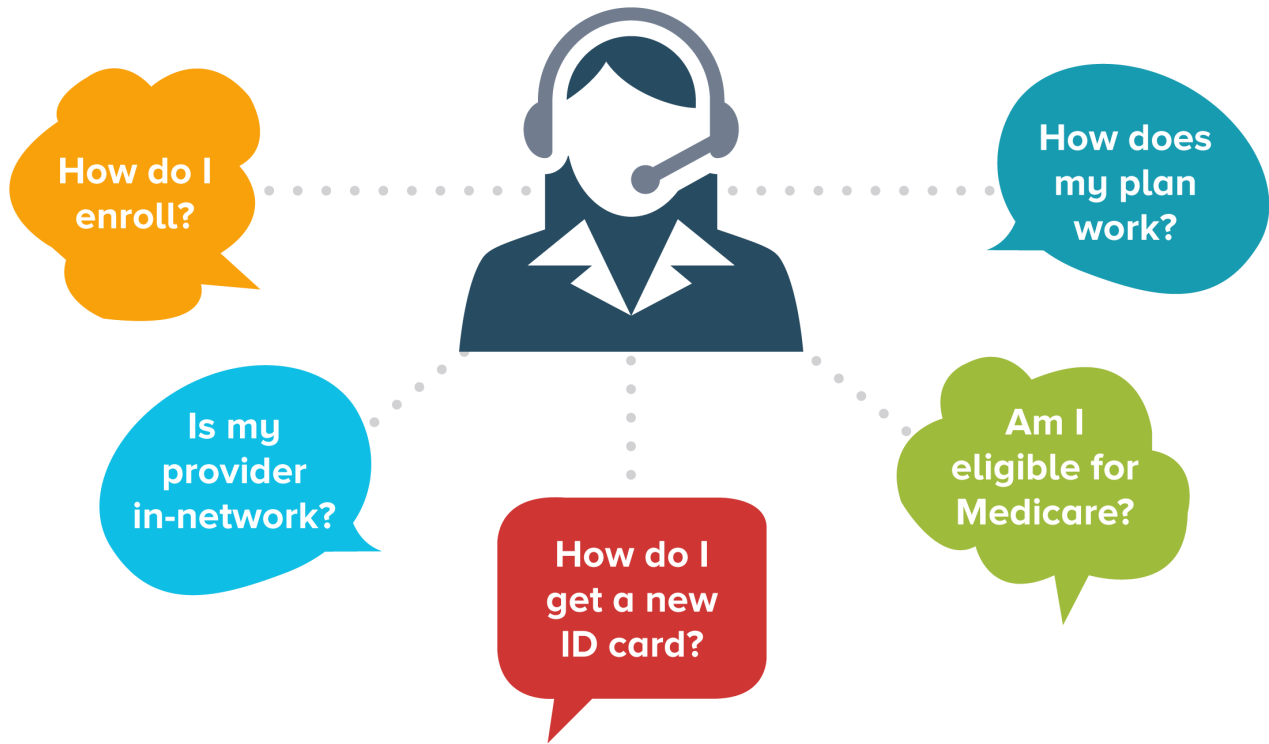 How do I
enroll?
How does
my plan
work?
Is my
provider
in-network?
How do I
get a new
ID card?
Am I
eligible for
Medicare?